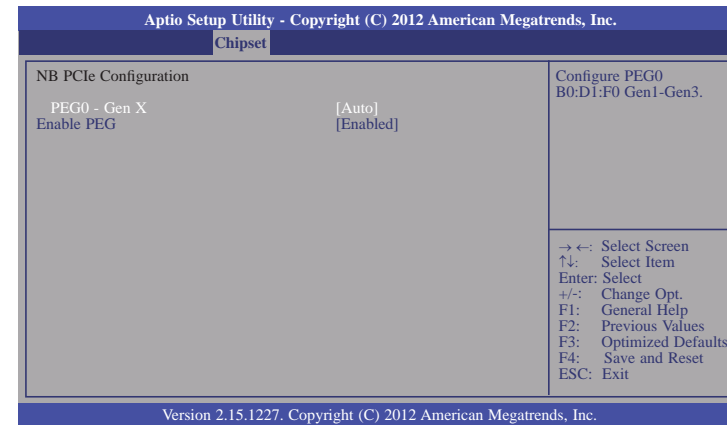 Aptio Setup Utility - Copyright (C) 2012 American Megatrends, Inc.
Chipset
NB PCIe Configuration
PEG0 - Gen X [Auto]
Enable PEG [Enabled]
Configure PEG0
B0:D1:F0 Gen1-Gen3.
→ ←: Select Screen
↑↓: Select Item
Enter: Select
+/-: Change Opt.
F1: General Help
F2: Previous Values
F3: Optimized Defaults
F4: Save and Reset
ESC: Exit
Version 2.15.1227. Copyright (C) 2012 American Megatrends, Inc.